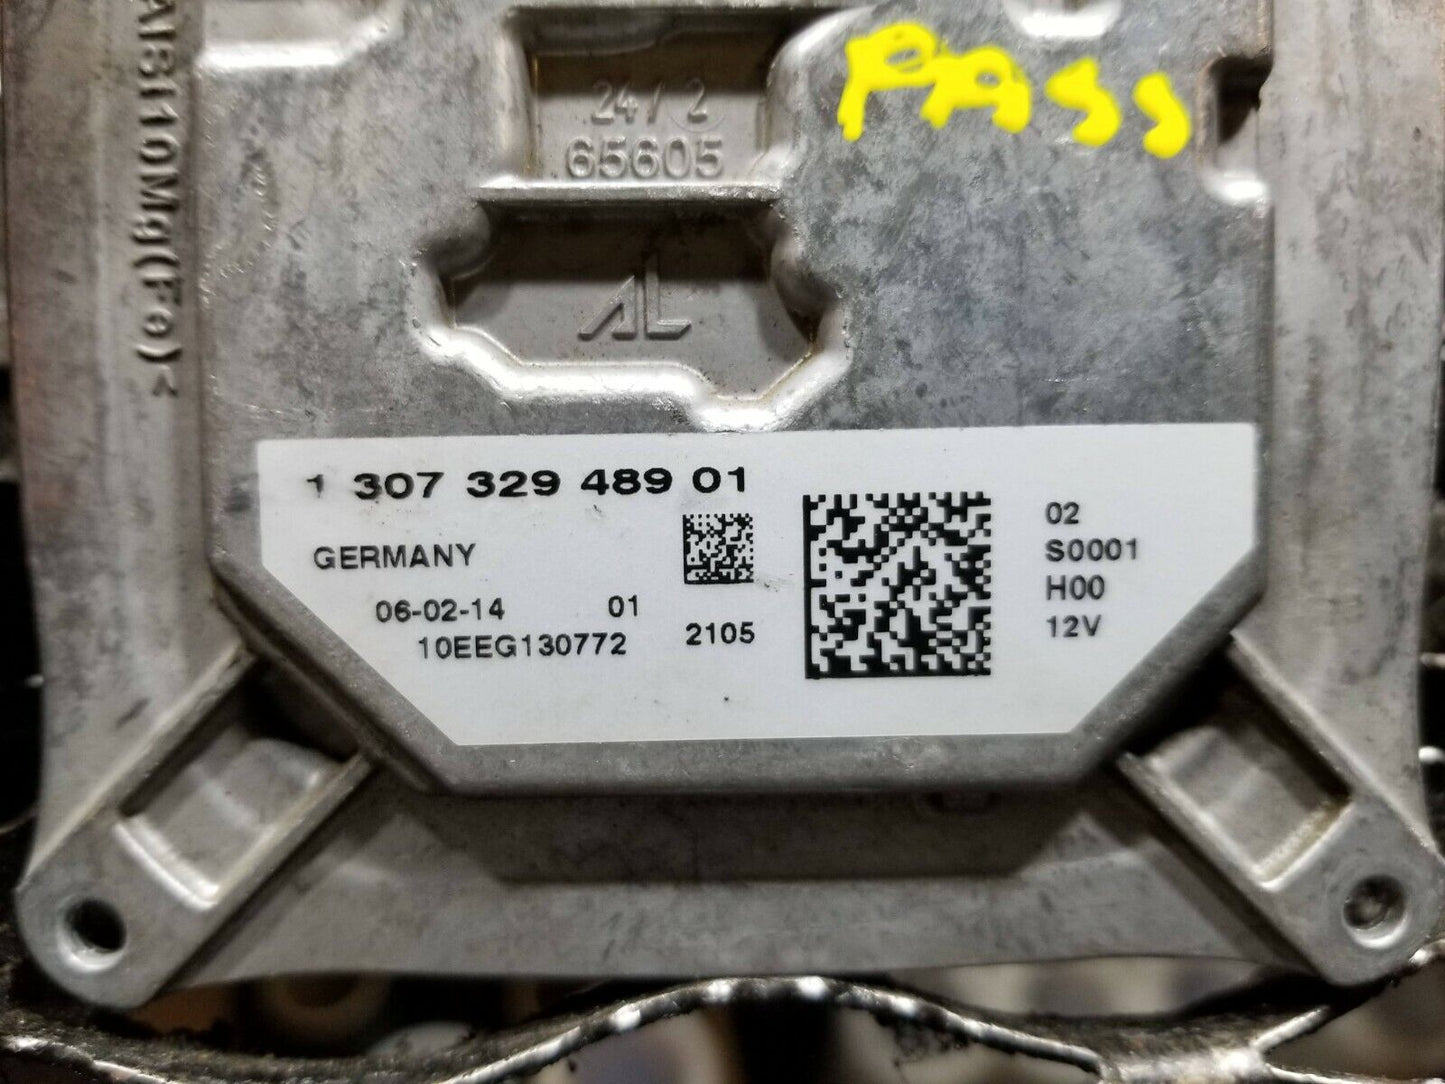 PASS
24/2
65605
AL
AlSi10Mg(Fe)<
1 307 329 489 01
GERMANY
06-02-14 01
10EEG130772 2105
02
S0001
H00
12V